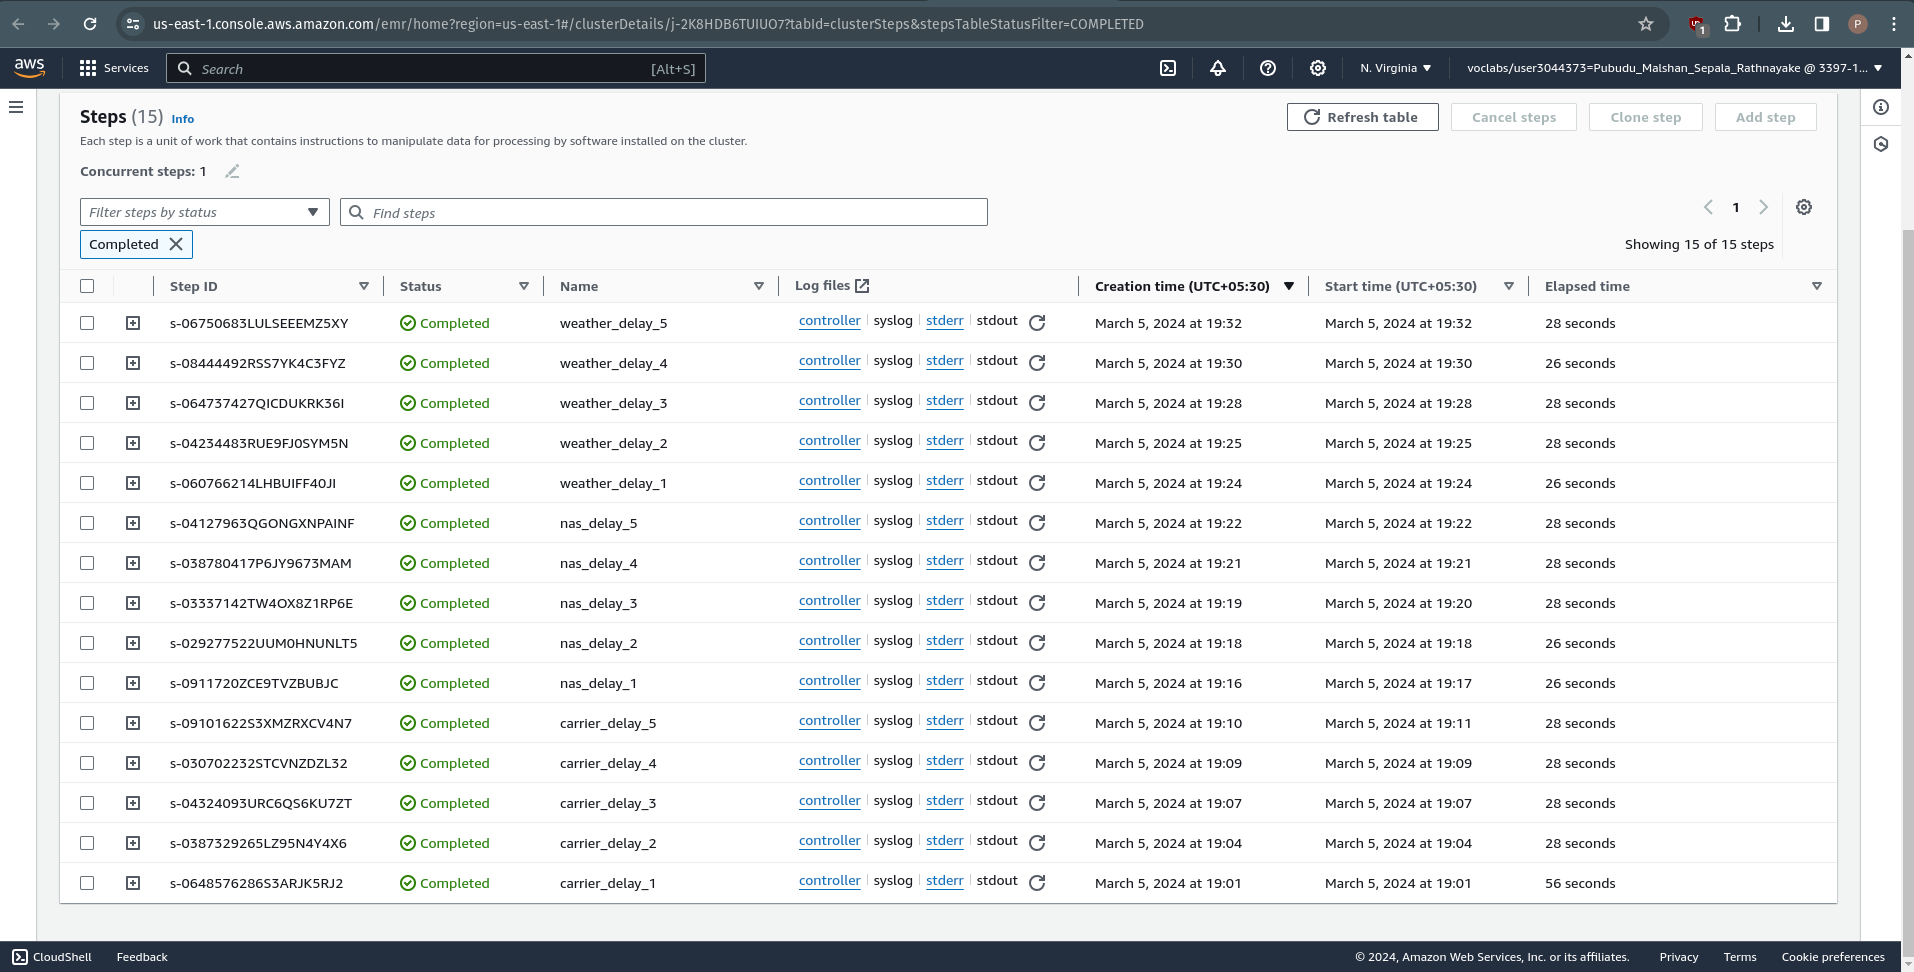 us-east-1.console.aws.amazon.com/emr/home?region=us-east-1#/clusterDetails/j-2K8HDB6TUIUO7?tabId=clusterSteps&stepsTableStatusFilter=COMPLETED
1
P
aws Services Search [Alt+S] N. Virginia voclabs/user3044373=Pubudu_Malshan_Sepala_Rathnayake @ 3397-1...
Steps (15) Info Refresh table Cancel steps Clone step Add step
Each step is a unit of work that contains instructions to manipulate data for processing by software installed on the cluster.
Concurrent steps: 1
Filter steps by status Find steps 1
Completed Showing 15 of 15 steps
Step ID Status Name Log files Creation time (UTC+05:30) Start time (UTC+05:30) Elapsed time
s-06750683LULSEEEMZ5XY Completed weather_delay_5 controller syslog stderr stdout March 5, 2024 at 19:32 March 5, 2024 at 19:32 28 seconds
s-08444492RSS7YK4C3FYZ Completed weather_delay_4 controller syslog stderr stdout March 5, 2024 at 19:30 March 5, 2024 at 19:30 26 seconds
s-064737427QICDUKRK36I Completed weather_delay_3 controller syslog stderr stdout March 5, 2024 at 19:28 March 5, 2024 at 19:28 28 seconds
s-04234483RUE9FJ0SYM5N Completed weather_delay_2 controller syslog stderr stdout March 5, 2024 at 19:25 March 5, 2024 at 19:25 28 seconds
s-060766214LHBUIFF40JI Completed weather_delay_1 controller syslog stderr stdout March 5, 2024 at 19:24 March 5, 2024 at 19:24 26 seconds
s-04127963QGONGXNPAINF Completed nas_delay_5 controller syslog stderr stdout March 5, 2024 at 19:22 March 5, 2024 at 19:22 28 seconds
s-038780417P6JY9673MAM Completed nas_delay_4 controller syslog stderr stdout March 5, 2024 at 19:21 March 5, 2024 at 19:21 28 seconds
s-03337142TW4OX8Z1RP6E Completed nas_delay_3 controller syslog stderr stdout March 5, 2024 at 19:19 March 5, 2024 at 19:20 28 seconds
s-029277522UUM0HNUNLT5 Completed nas_delay_2 controller syslog stderr stdout March 5, 2024 at 19:18 March 5, 2024 at 19:18 26 seconds
s-0911720ZCE9TVZBUBJC Completed nas_delay_1 controller syslog stderr stdout March 5, 2024 at 19:16 March 5, 2024 at 19:17 26 seconds
s-09101622S3XMZRXCV4N7 Completed carrier_delay_5 controller syslog stderr stdout March 5, 2024 at 19:10 March 5, 2024 at 19:11 28 seconds
s-030702232STCVNZDZL32 Completed carrier_delay_4 controller syslog stderr stdout March 5, 2024 at 19:09 March 5, 2024 at 19:09 28 seconds
s-04324093URC6QS6KU7ZT Completed carrier_delay_3 controller syslog stderr stdout March 5, 2024 at 19:07 March 5, 2024 at 19:07 28 seconds
s-0387329265LZ95N4Y4X6 Completed carrier_delay_2 controller syslog stderr stdout March 5, 2024 at 19:04 March 5, 2024 at 19:04 28 seconds
s-0648576286S3ARJK5RJ2 Completed carrier_delay_1 controller syslog stderr stdout March 5, 2024 at 19:01 March 5, 2024 at 19:01 56 seconds
CloudShell Feedback © 2024, Amazon Web Services, Inc. or its affiliates. Privacy Terms Cookie preferences